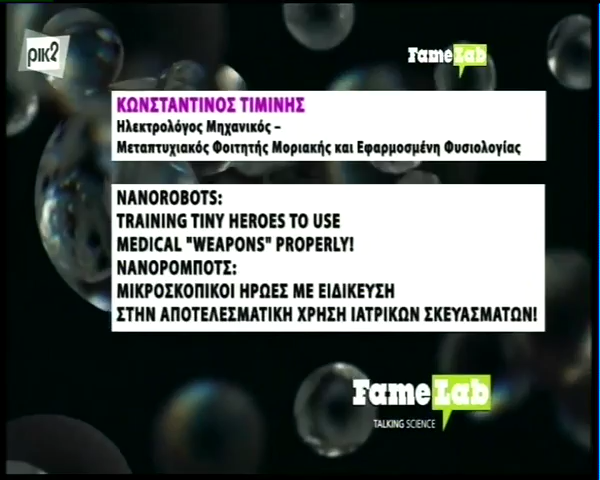 ΡΙΚ2
FameLab
ΚΩΝΣΤΑΝΤΙΝΟΣ ΤΙΜΙΝΗΣ
Ηλεκτρολόγος Μηχανικός –
Μεταπτυχιακός Φοιτητής Μοριακής και Εφαρμοσμένη Φυσιολογίας
NANOROBOTS:
TRAINING TINY HEROES TO USE
MEDICAL "WEAPONS" PROPERLY!
ΝΑΝΟΡΟΜΠΟΤΣ:
ΜΙΚΡΟΣΚΟΠΙΚΟΙ ΗΡΩΕΣ ΜΕ ΕΙΔΙΚΕΥΣΗ
ΣΤΗΝ ΑΠΟΤΕΛΕΣΜΑΤΙΚΗ ΧΡΗΣΗ ΙΑΤΡΙΚΩΝ ΣΚΕΥΑΣΜΑΤΩΝ!
FameLab
TALKING SCIENCE